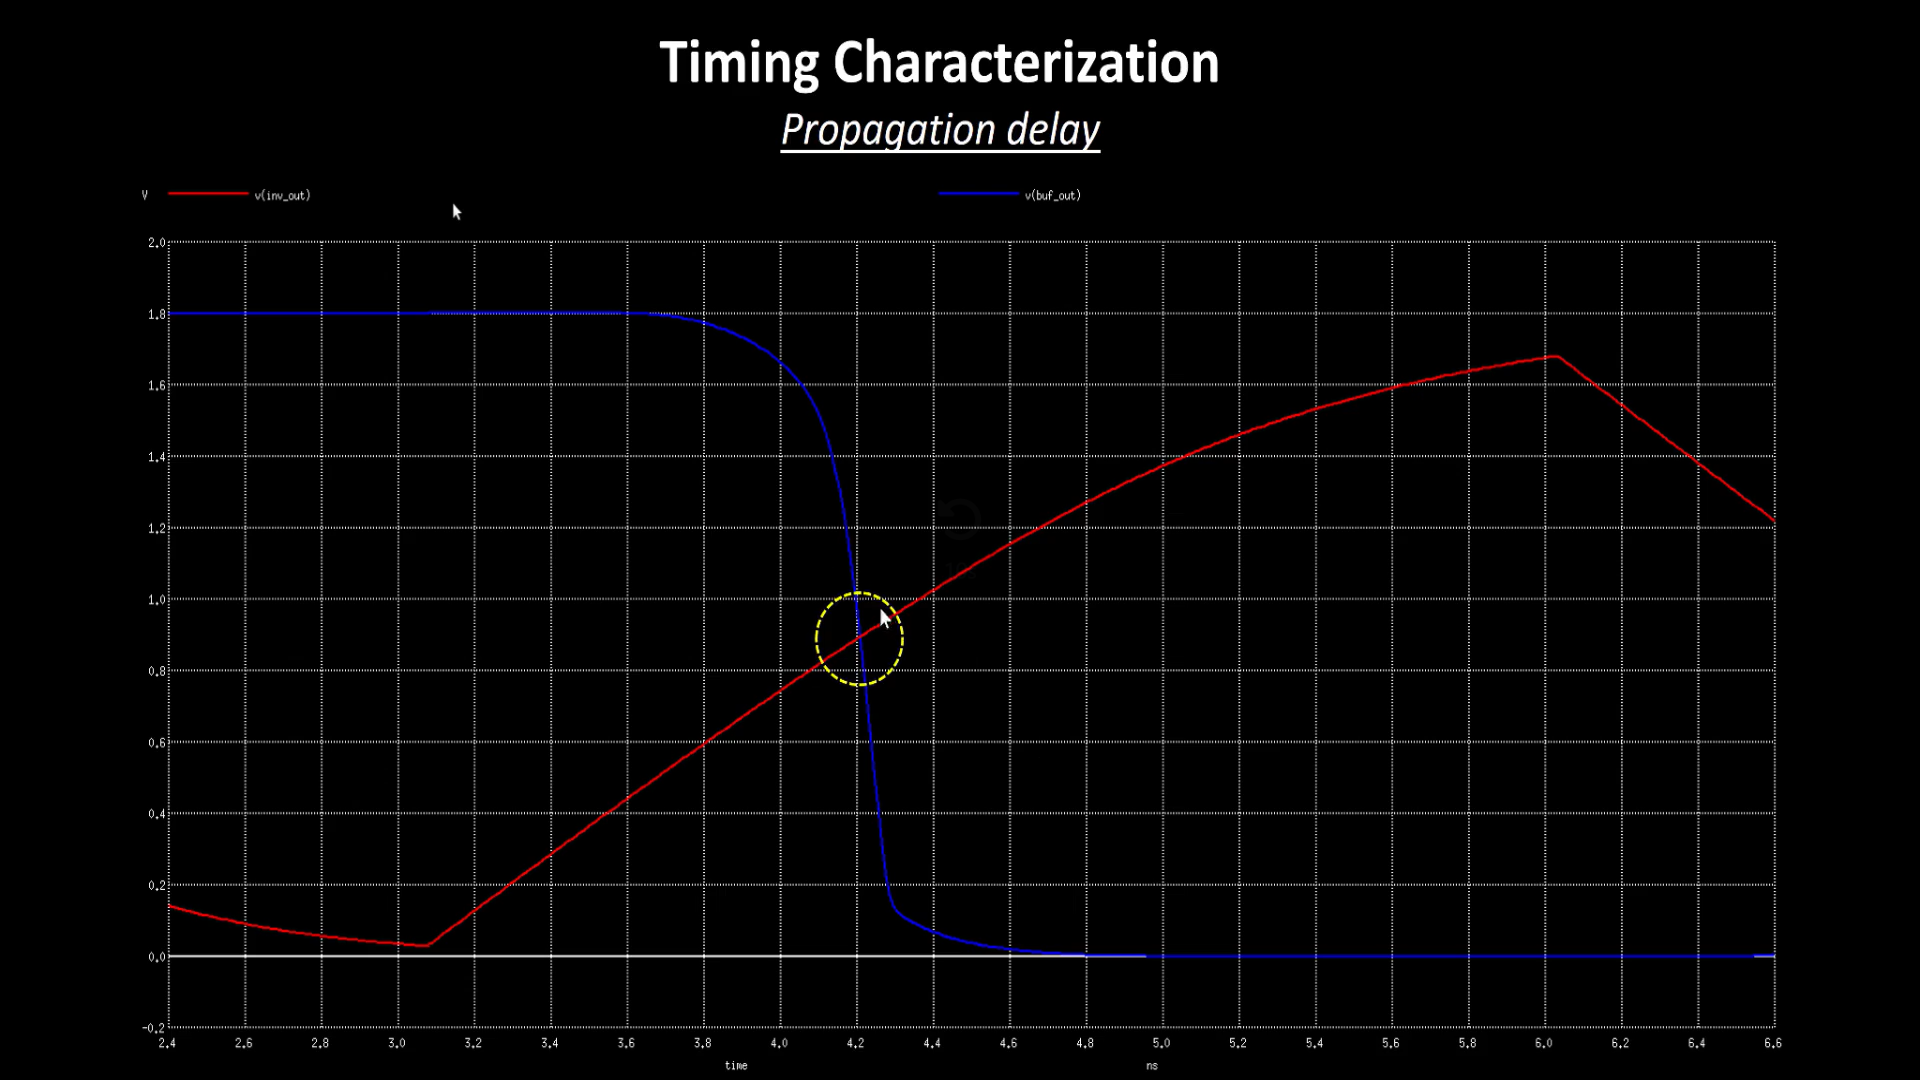 Timing Characterization
Propagation delay
V v(inv_out) v(buf_out)
2.0
1.8
1.6
1.4
1.2
1.0
0.8
0.6
0.4
0.2
0.0
-0.2
2.4 2.6 2.8 3.0 3.2 3.4 3.6 3.8 4.0 4.2 4.4 4.6 4.8 5.0 5.2 5.4 5.6 5.8 6.0 6.2 6.4 6.6
time ns